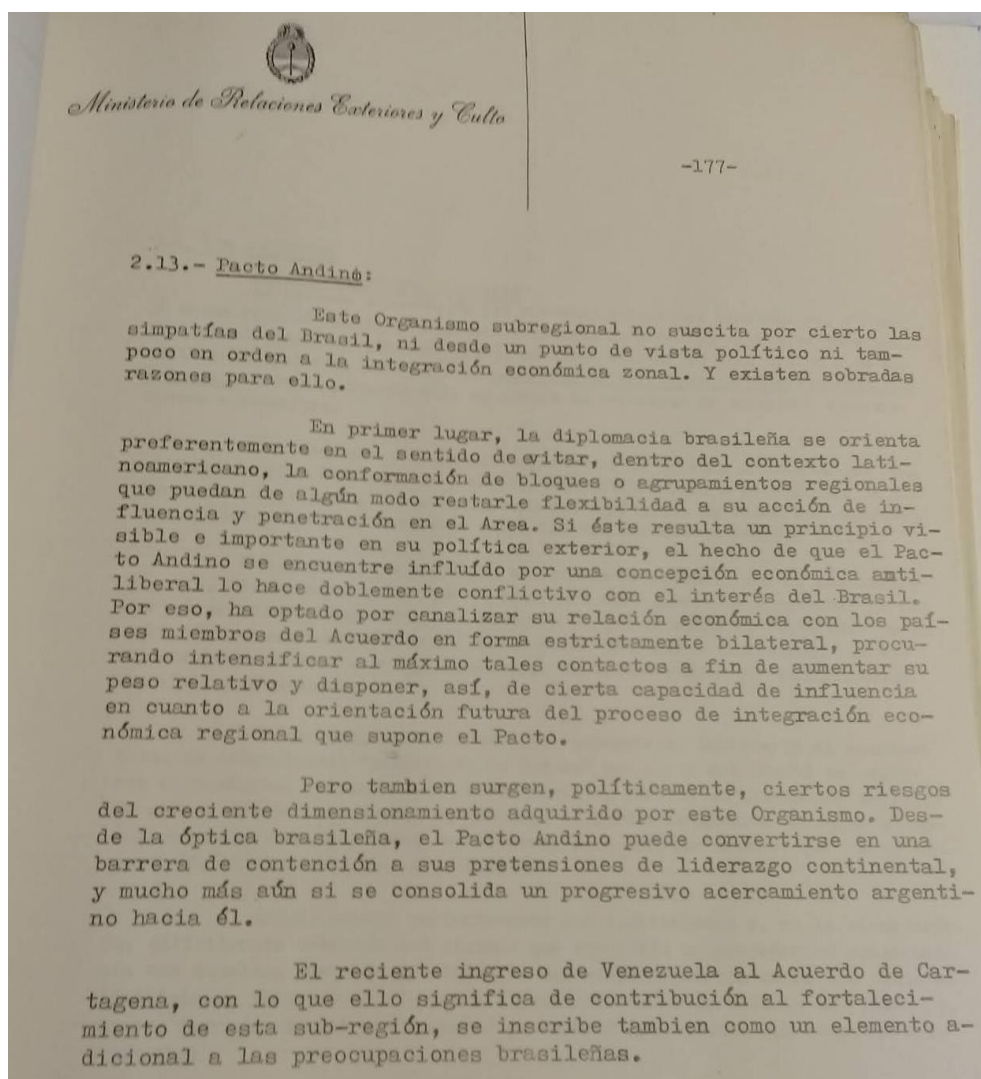 Ministerio de Relaciones Exteriores y Culto
-177-
2.13.- Pacto Andino:
Este Organismo subregional no suscita por cierto las
simpatías del Brasil, ni desde un punto de vista político ni tam-
poco en orden a la integración económica zonal. Y existen sobradas
razones para ello.
En primer lugar, la diplomacia brasileña se orienta
preferentemente en el sentido de evitar, dentro del contexto lati-
noamericano, la conformación de bloques o agrupamientos regionales
que puedan de algún modo restarle flexibilidad a su acción de in-
fluencia y penetración en el Area. Si éste resulta un principio vi-
sible e importante en su política exterior, el hecho de que el Pac-
to Andino se encuentre influído por una concepción económica anti-
liberal lo hace doblemente conflictivo con el interés del Brasil.
Por eso, ha optado por canalizar su relación económica con los paí-
ses miembros del Acuerdo en forma estrictamente bilateral, procu-
rando intensificar al máximo tales contactos a fin de aumentar su
peso relativo y disponer, así, de cierta capacidad de influencia
en cuanto a la orientación futura del proceso de integración eco-
nómica regional que supone el Pacto.
Pero tambien surgen, políticamente, ciertos riesgos
del creciente dimensionamiento adquirido por este Organismo. Des-
de la óptica brasileña, el Pacto Andino puede convertirse en una
barrera de contención a sus pretensiones de liderazgo continental,
y mucho más aún si se consolida un progresivo acercamiento argenti-
no hacia él.
El reciente ingreso de Venezuela al Acuerdo de Car-
tagena, con lo que ello significa de contribución al fortaleci-
miento de esta sub-región, se inscribe tambien como un elemento a-
dicional a las preocupaciones brasileñas.